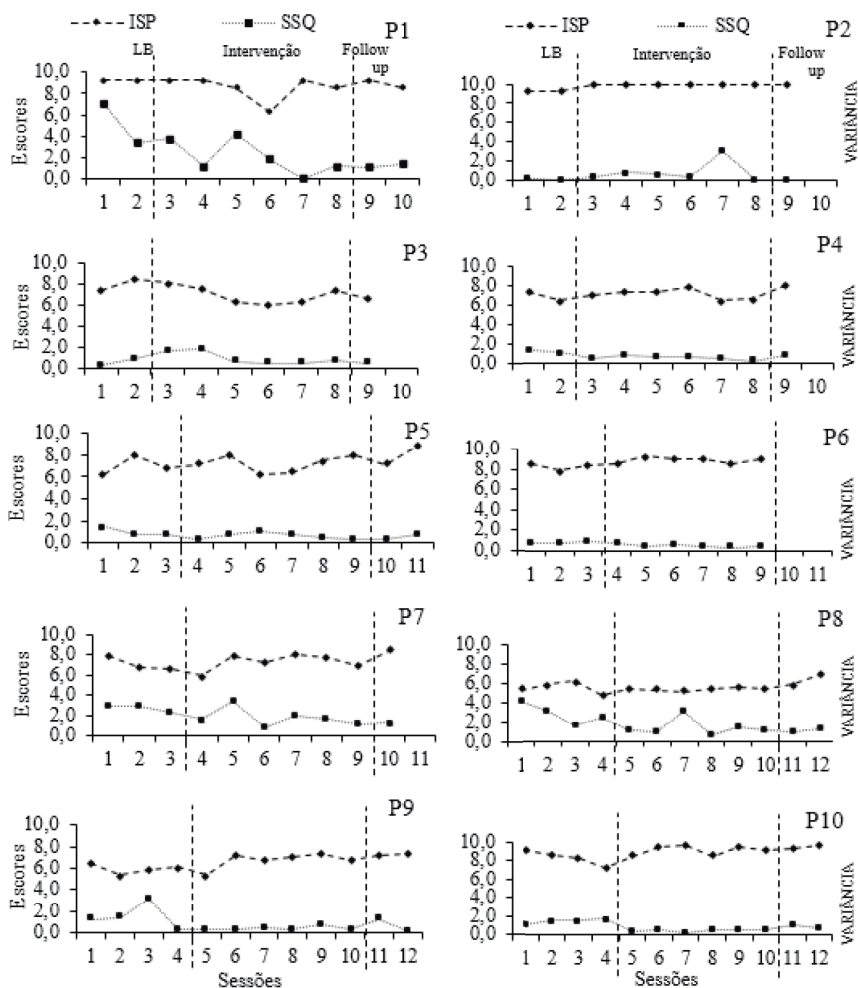 ISP SSQ P1
LB Intervenção Follow up
Escores
10,0
8,0
6,0
4,0
2,0
0,0
1 2 3 4 5 6 7 8 9 10
ISP SSQ P2
LB Intervenção Follow up
10,0
8,0
6,0
4,0
2,0
0,0
VARIÂNCIA
1 2 3 4 5 6 7 8 9 10
P3
Escores
10,0
8,0
6,0
4,0
2,0
0,0
1 2 3 4 5 6 7 8 9 10
P4
10,0
8,0
6,0
4,0
2,0
0,0
VARIÂNCIA
1 2 3 4 5 6 7 8 9 10
P5
Escores
10,0
8,0
6,0
4,0
2,0
0,0
1 2 3 4 5 6 7 8 9 10 11
P6
10,0
8,0
6,0
4,0
2,0
0,0
VARIÂNCIA
1 2 3 4 5 6 7 8 9 10 11
P7
Escores
10,0
8,0
6,0
4,0
2,0
0,0
1 2 3 4 5 6 7 8 9 10 11
P8
10,0
8,0
6,0
4,0
2,0
0,0
VARIÂNCIA
1 2 3 4 5 6 7 8 9 10 11 12
P9
Escores
10,0
8,0
6,0
4,0
2,0
0,0
1 2 3 4 5 6 7 8 9 10 11 12
Sessões
P10
10,0
8,0
6,0
4,0
2,0
0,0
VARIÂNCIA
1 2 3 4 5 6 7 8 9 10 11 12
Sessões